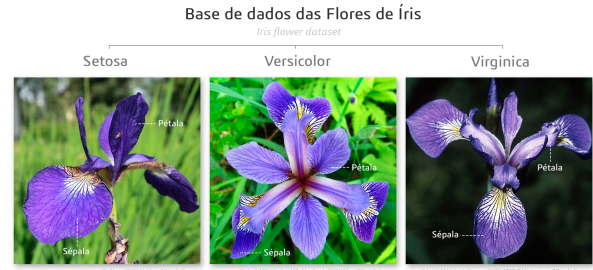 Base de dados das Flores de Íris
Iris flower dataset
Setosa
Versicolor
Virginica
Pétala
Sépala
Pétala
Sépala
Pétala
Sépala